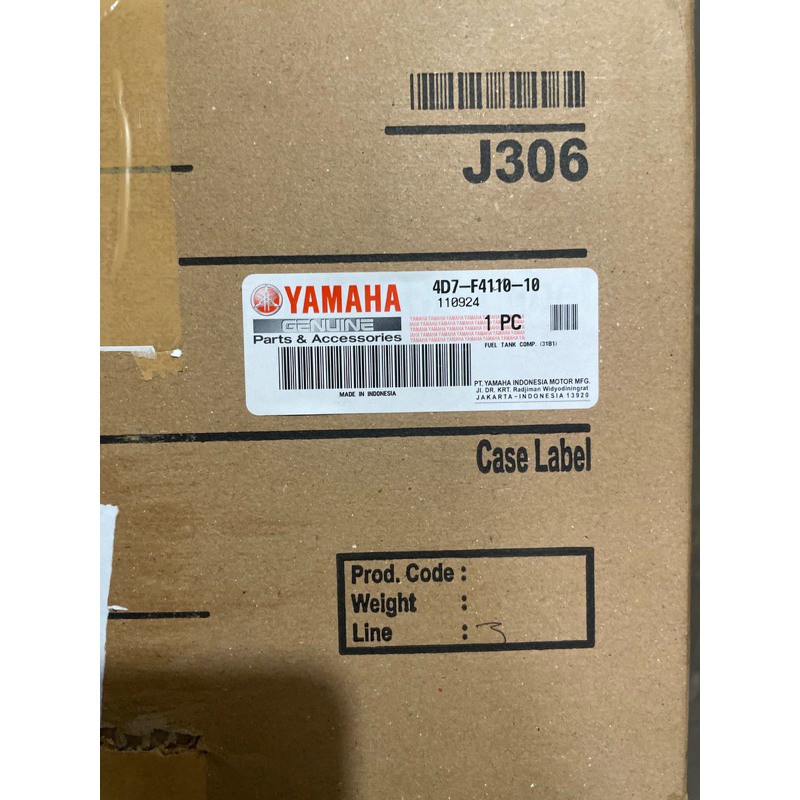 J306
YAMAHA
GENUINE
Parts & Accessories
4D7-F4110-10
110924
1 PC
FUEL TANK COMP. (31B1)
MADE IN INDONESIA
PT. YAMAHA INDONESIA MOTOR MFG.
Jl. DR. KRT. Radjiman Widyodiningrat
JAKARTA-INDONESIA 13920
Case Label
Prod. Code :
Weight :
Line : 3